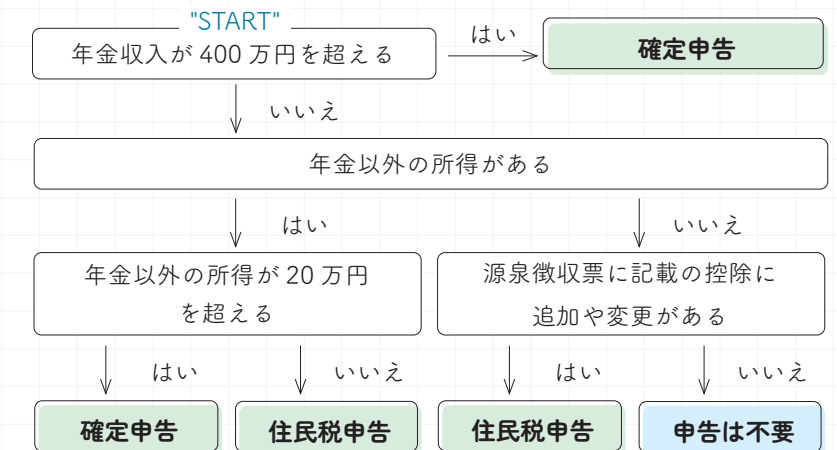 "START"
年金収入が 400 万円を超える
はい
確定申告
いいえ
年金以外の所得がある
はい
いいえ
年金以外の所得が 20 万円
を超える
源泉徴収票に記載の控除に
追加や変更がある
はい
いいえ
はい
いいえ
確定申告
住民税申告
住民税申告
申告は不要